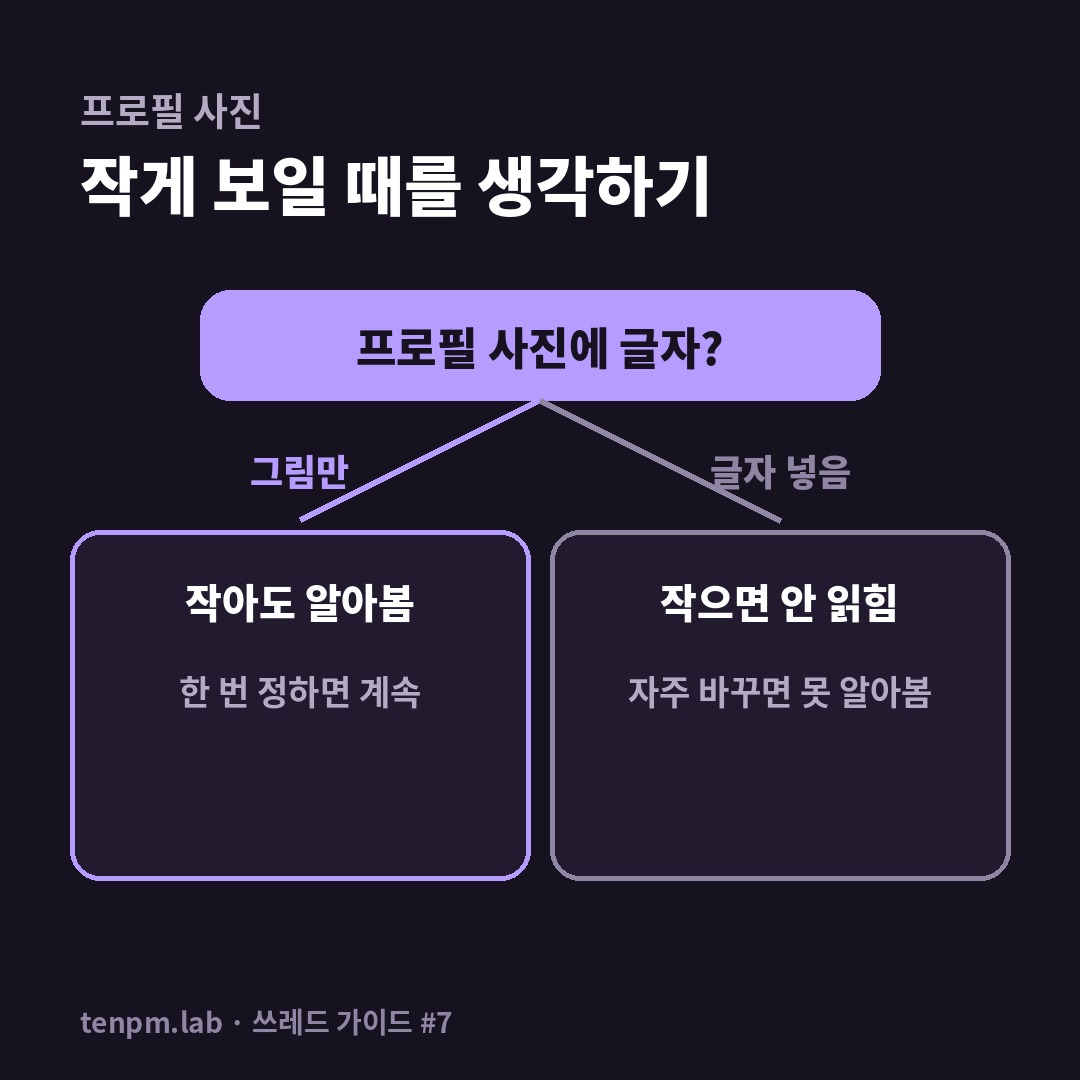 프로필 사진
작게 보일 때를 생각하기
프로필 사진에 글자?
그림만
글자 넣음
작아도 알아봄
한 번 정하면 계속
작으면 안 읽힘
자주 바꾸면 못 알아봄
tenpm.lab · 쓰레드 가이드 #7